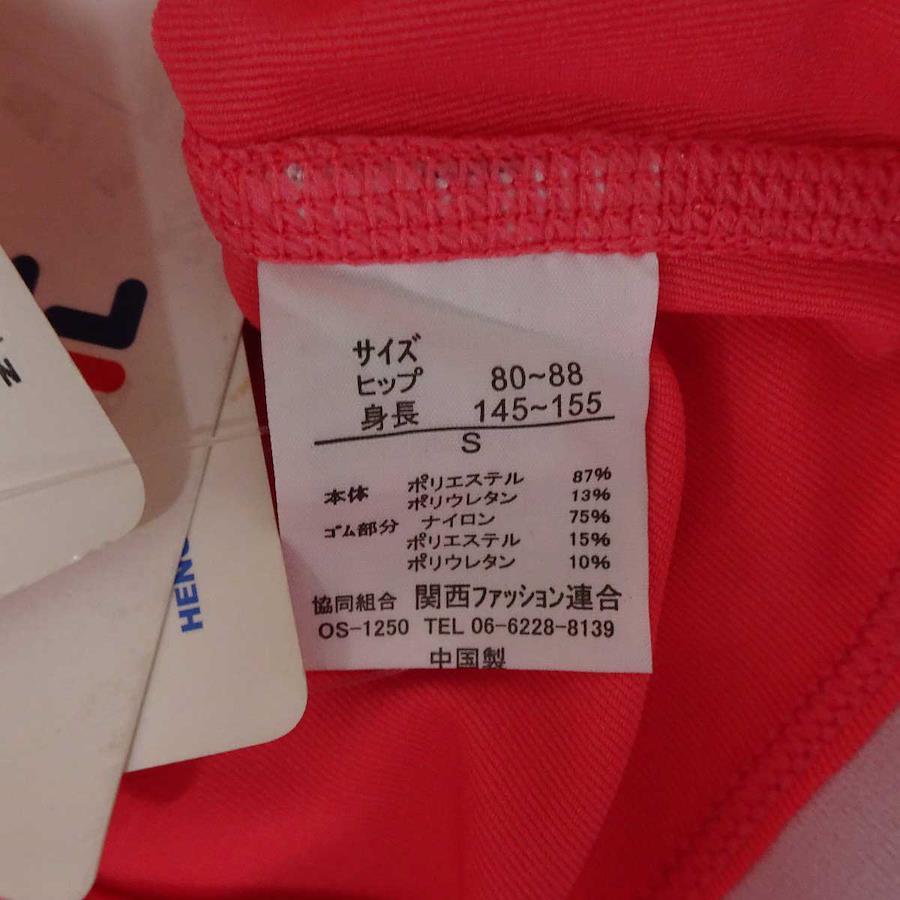 サイズ
ヒップ 80~88
身長 145~155
S
本体 ポリエステル 87%
ポリウレタン 13%
ゴム部分 ナイロン 75%
ポリエステル 15%
ポリウレタン 10%
協同組合 関西ファッション連合
OS-1250 TEL 06-6228-8139
中国製
N
HENG